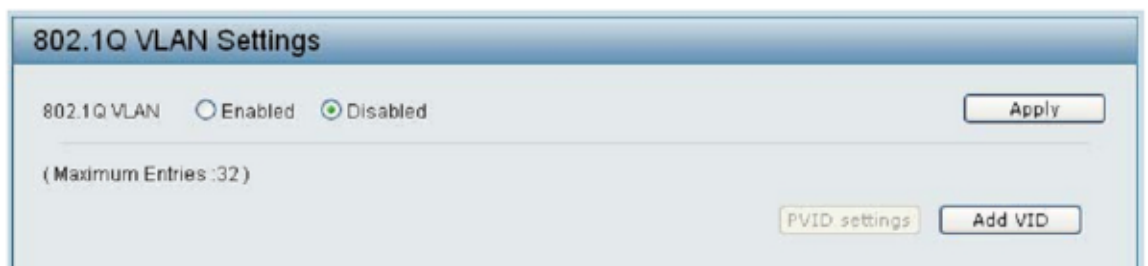 802.1Q VLAN Settings
802.1Q VLAN Enabled Disabled Apply
( Maximum Entries :32 )
PVID settings Add VID